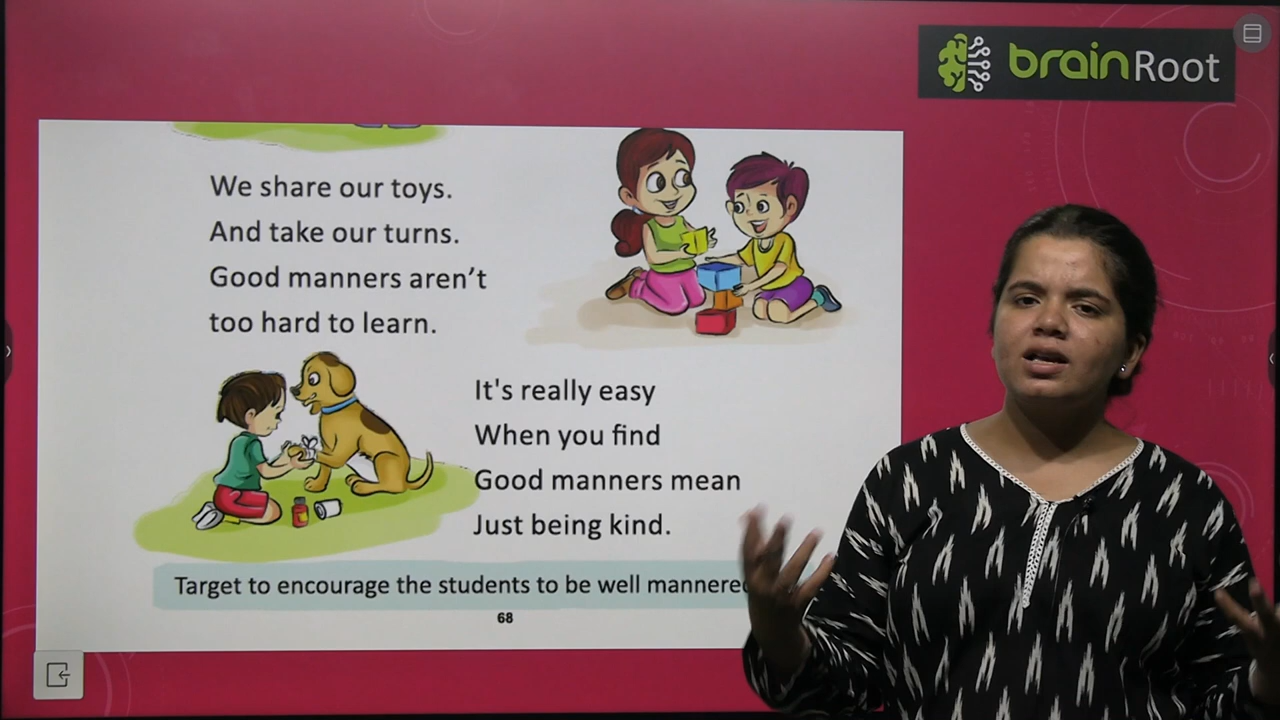 brainRoot
We share our toys.
And take our turns.
Good manners aren't
too hard to learn.
It's really easy
When you find
Good manners mean
Just being kind.
Target to encourage the students to be well mannered
68